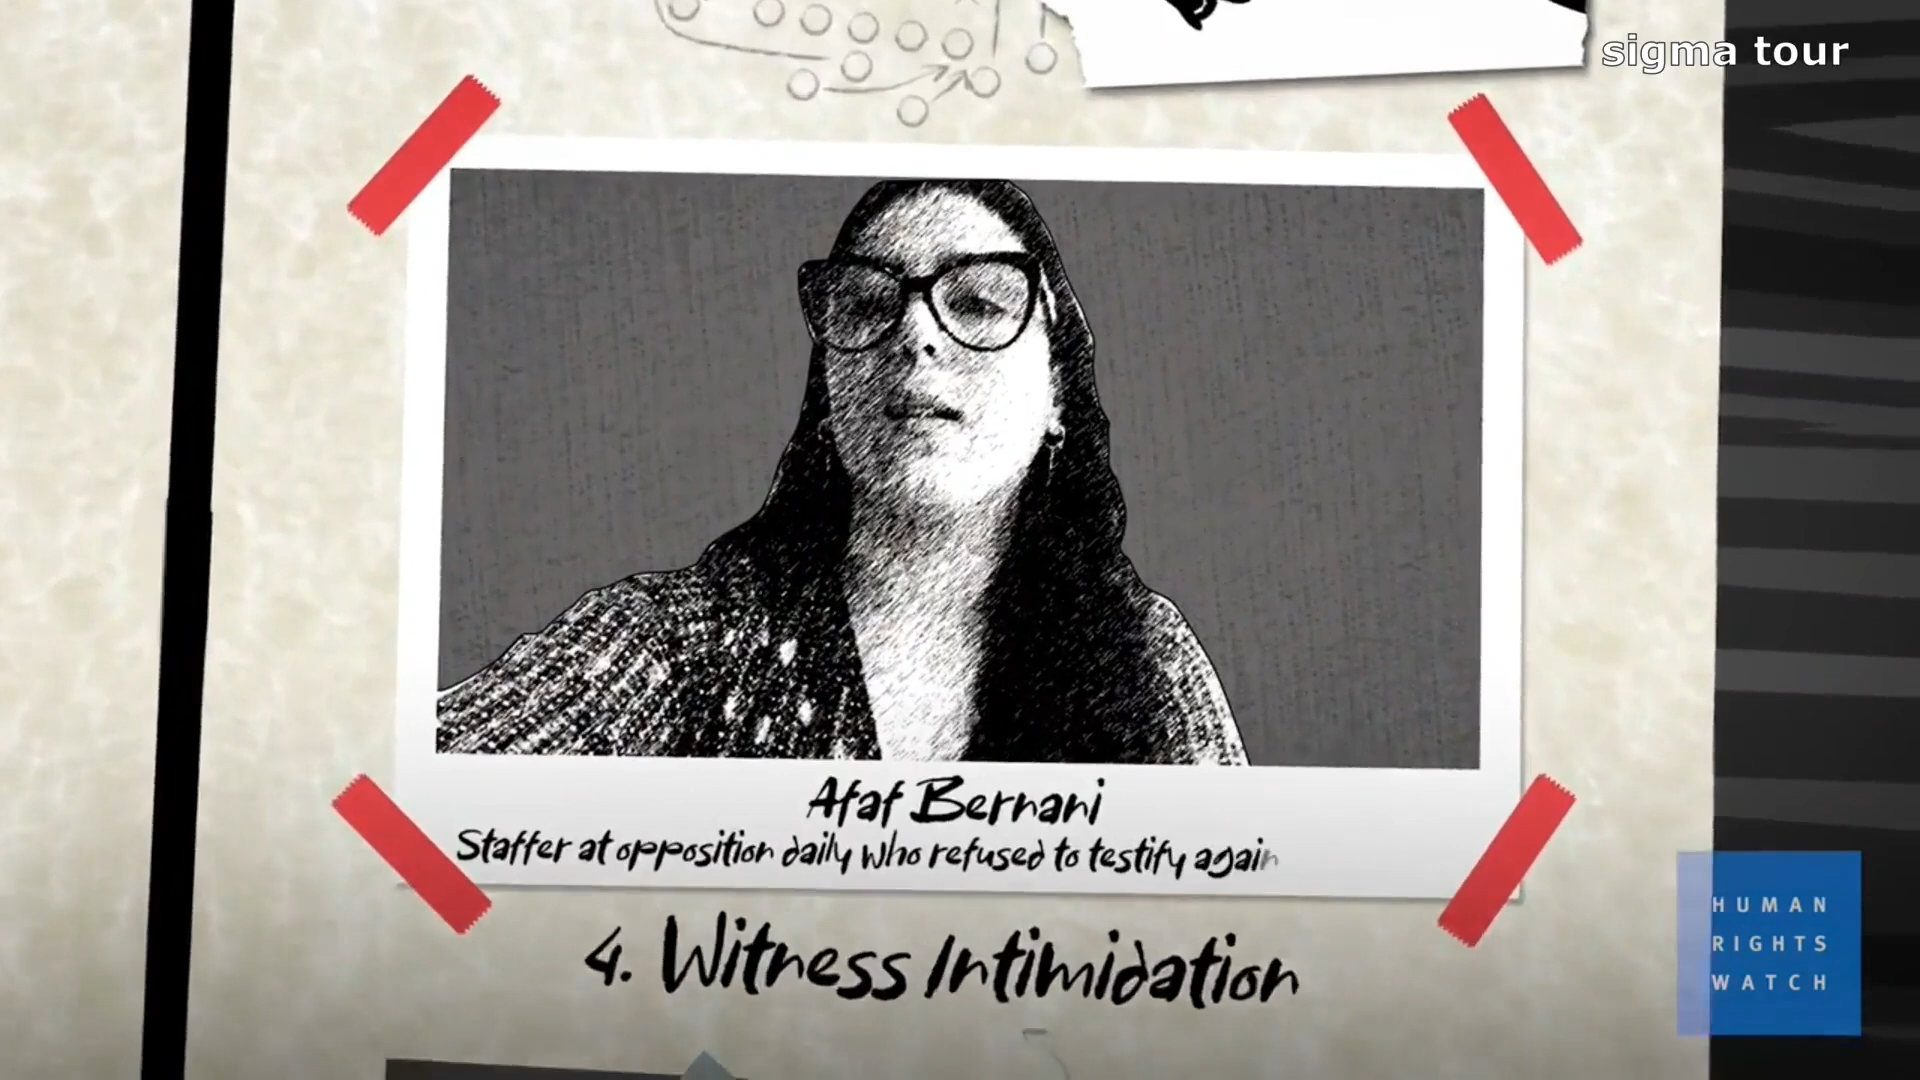 sigma tour
Afaf Bernani
Staffer at opposition daily who refused to testify again
4. Witness Intimidation
HUMAN
RIGHTS
WATCH